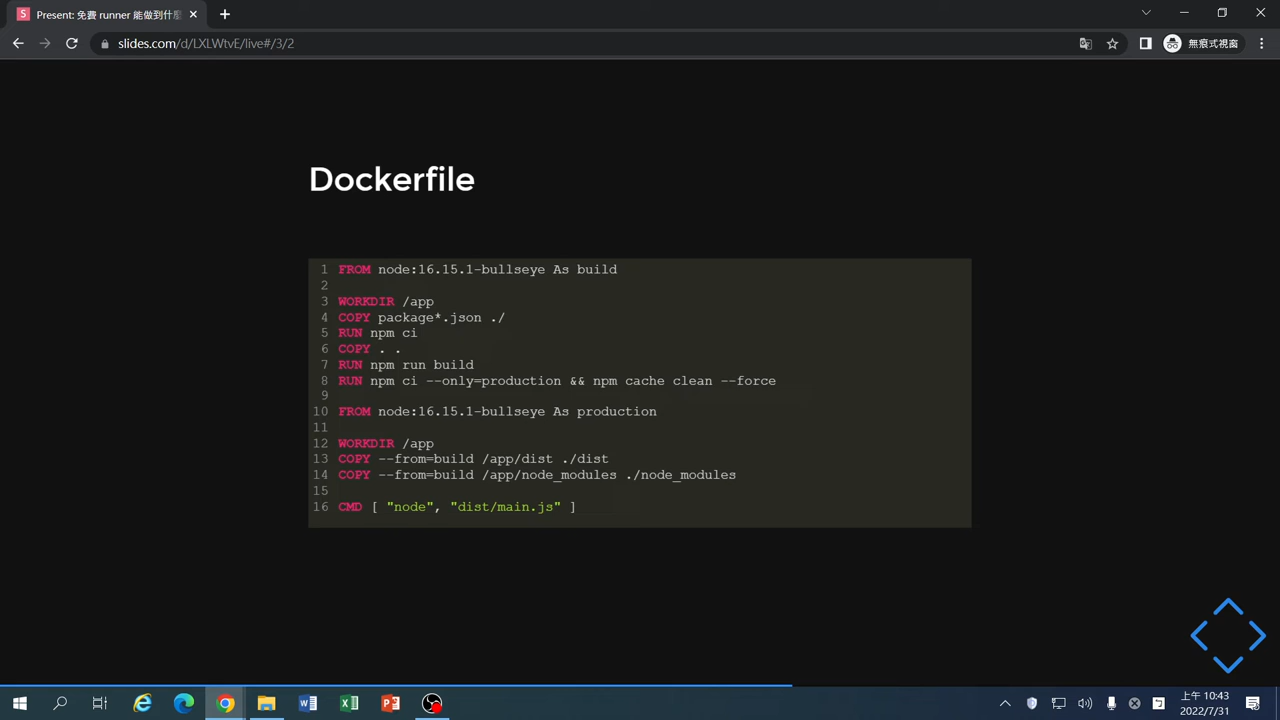 Present: 免費 runner 能做到什麼
slides.com/d/LXLWtvE/live#/3/2
無痕式視窗
Dockerfile
1 FROM node:16.15.1-bullseye As build
2
3 WORKDIR /app
4 COPY package*.json ./
5 RUN npm ci
6 COPY . .
7 RUN npm run build
8 RUN npm ci --only=production && npm cache clean --force
9
10 FROM node:16.15.1-bullseye As production
11
12 WORKDIR /app
13 COPY --from=build /app/dist ./dist
14 COPY --from=build /app/node_modules ./node_modules
15
16 CMD [ "node", "dist/main.js" ]
上午 10:43
2022/7/31